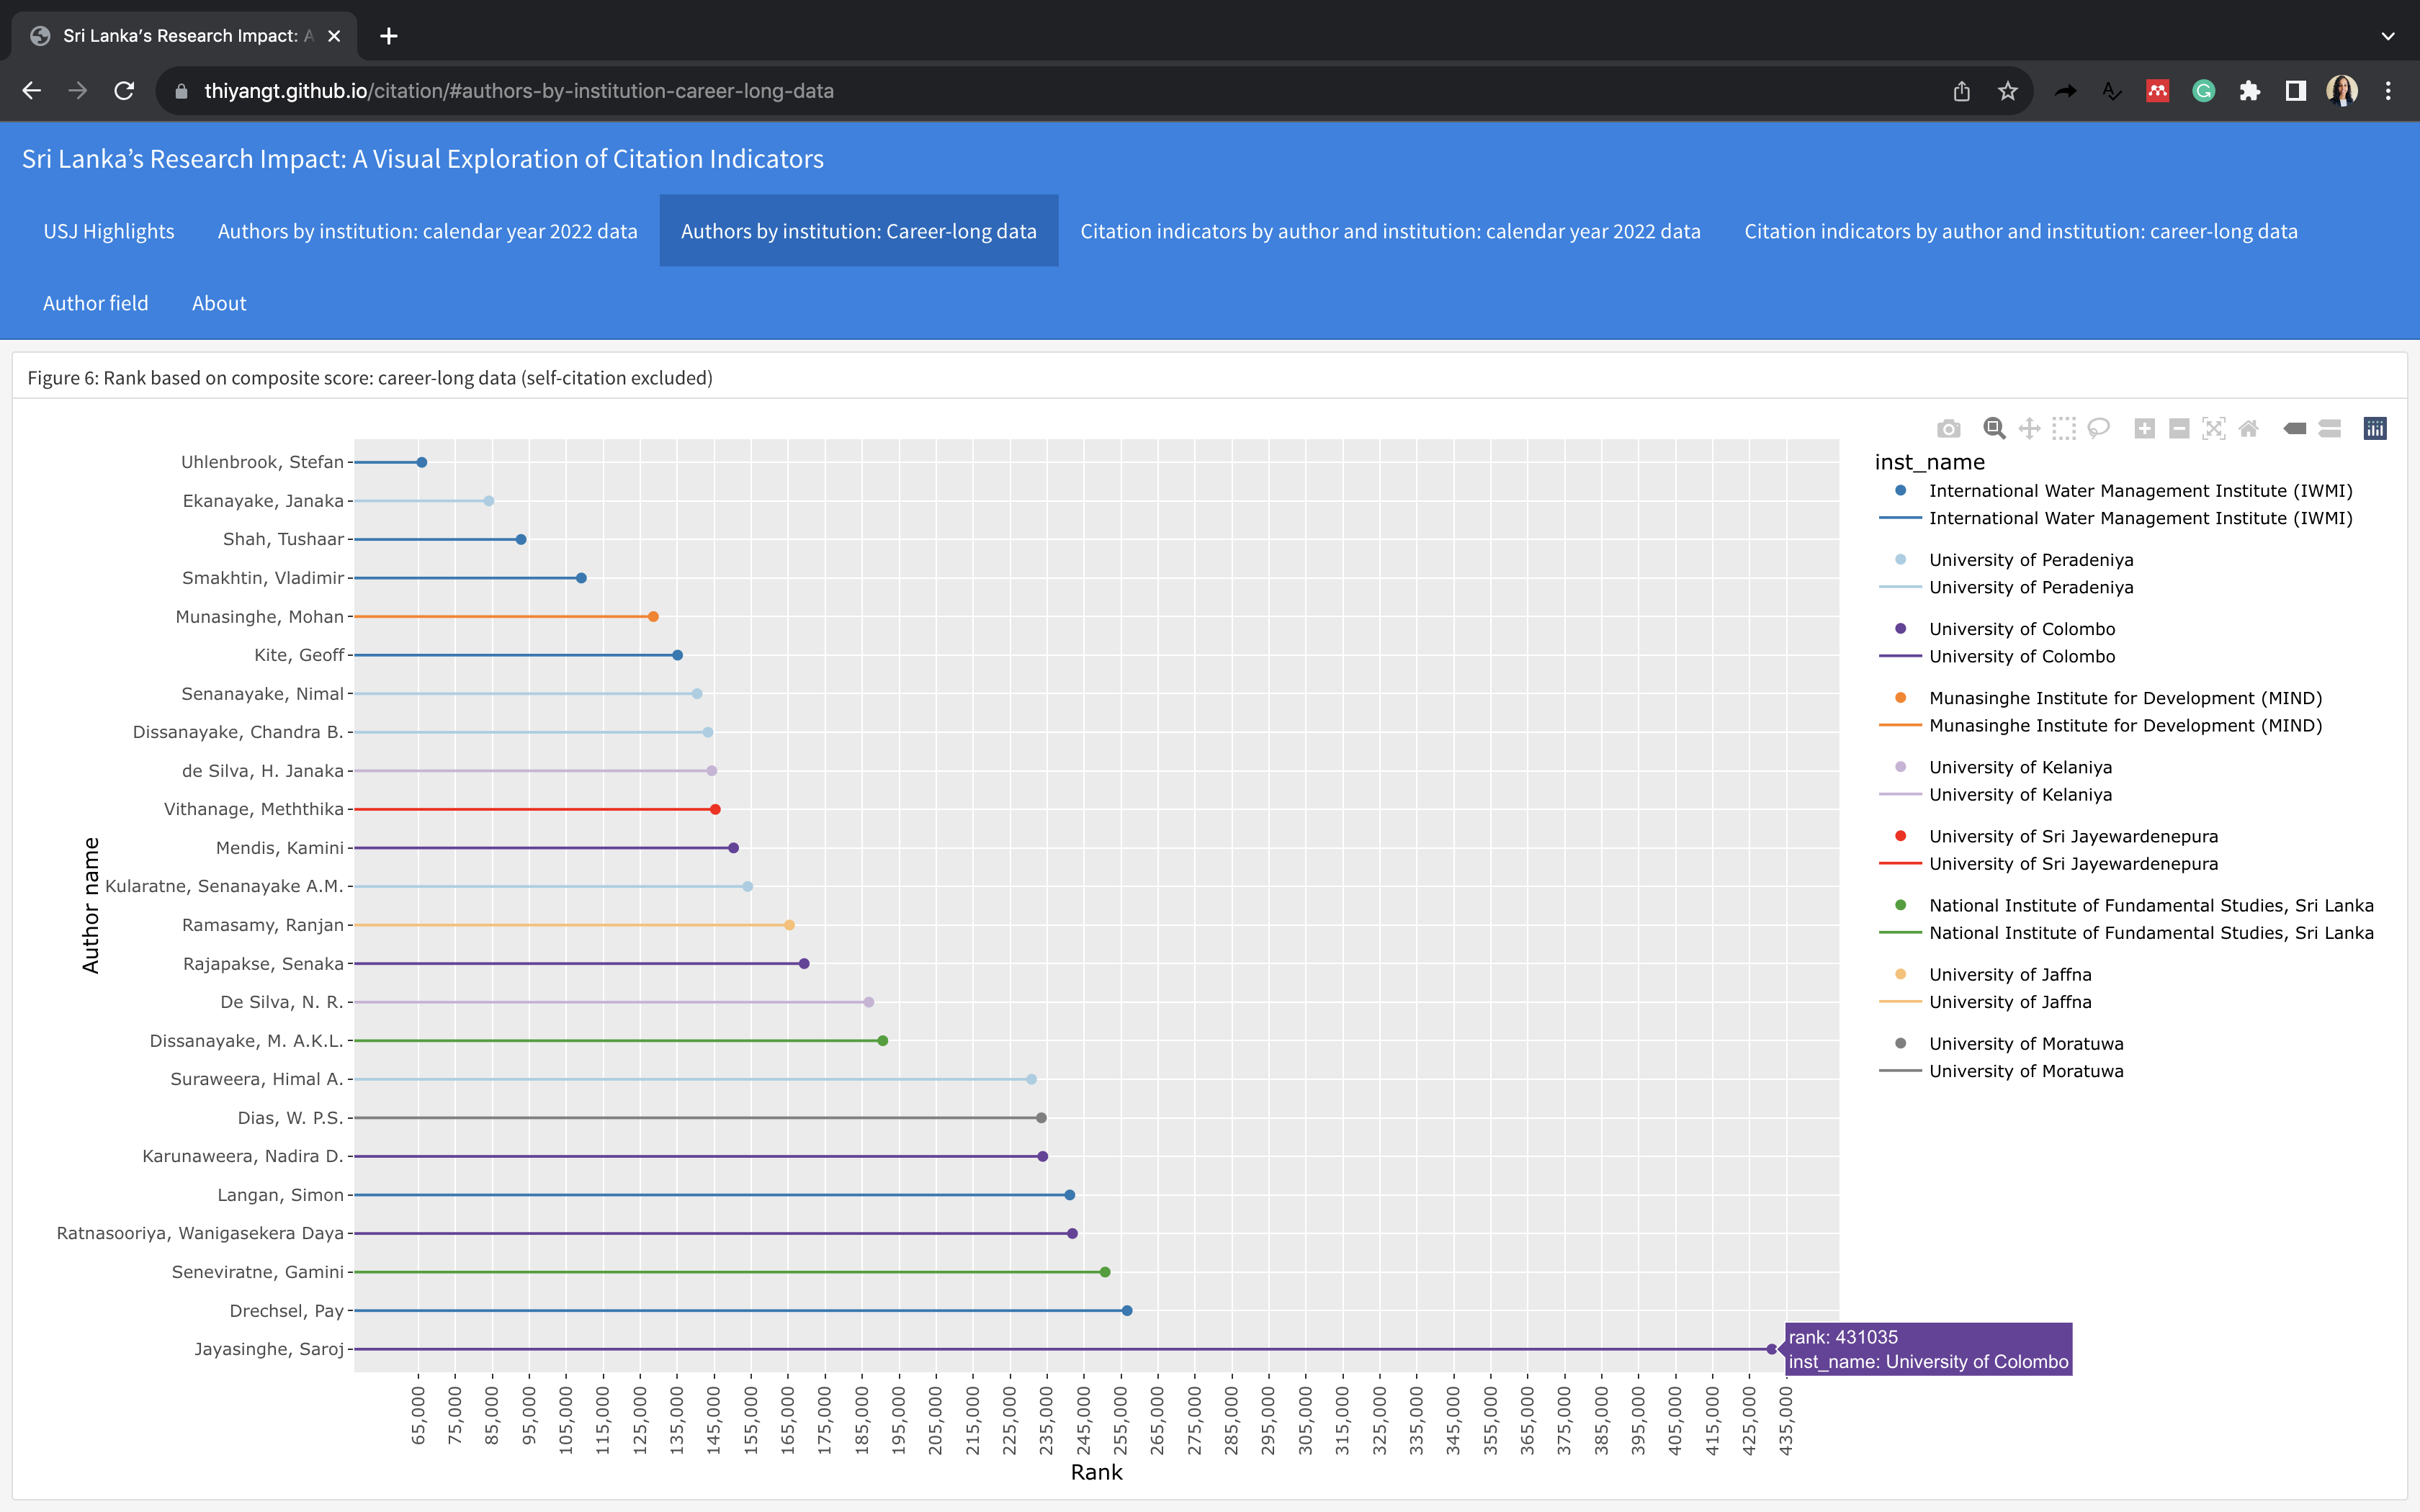 Sri Lanka's Research Impact: A
thiyangt.github.io/citation/#authors-by-institution-career-long-data
Sri Lanka's Research Impact: A Visual Exploration of Citation Indicators
USJ Highlights
Authors by institution: calendar year 2022 data
Authors by institution: Career-long data
Citation indicators by author and institution: calendar year 2022 data
Citation indicators by author and institution: career-long data
Author field
About
Figure 6: Rank based on composite score: career-long data (self-citation excluded)
Author name
Uhlenbrook, Stefan
Ekanayake, Janaka
Shah, Tushaar
Smakhtin, Vladimir
Munasinghe, Mohan
Kite, Geoff
Senanayake, Nimal
Dissanayake, Chandra B.
de Silva, H. Janaka
Vithanage, Meththika
Mendis, Kamini
Kularatne, Senanayake A.M.
Ramasamy, Ranjan
Rajapakse, Senaka
De Silva, N. R.
Dissanayake, M. A.K.L.
Suraweera, Himal A.
Dias, W. P.S.
Karunaweera, Nadira D.
Langan, Simon
Ratnasooriya, Wanigasekera Daya
Seneviratne, Gamini
Drechsel, Pay
Jayasinghe, Saroj
rank: 431035
inst_name: University of Colombo
65,000
75,000
85,000
95,000
105,000
115,000
125,000
135,000
145,000
155,000
165,000
175,000
185,000
195,000
205,000
215,000
225,000
235,000
245,000
255,000
265,000
275,000
285,000
295,000
305,000
315,000
325,000
335,000
345,000
355,000
365,000
375,000
385,000
395,000
405,000
415,000
425,000
435,000
Rank
inst_name
International Water Management Institute (IWMI)
International Water Management Institute (IWMI)
University of Peradeniya
University of Peradeniya
University of Colombo
University of Colombo
Munasinghe Institute for Development (MIND)
Munasinghe Institute for Development (MIND)
University of Kelaniya
University of Kelaniya
University of Sri Jayewardenepura
University of Sri Jayewardenepura
National Institute of Fundamental Studies, Sri Lanka
National Institute of Fundamental Studies, Sri Lanka
University of Jaffna
University of Jaffna
University of Moratuwa
University of Moratuwa